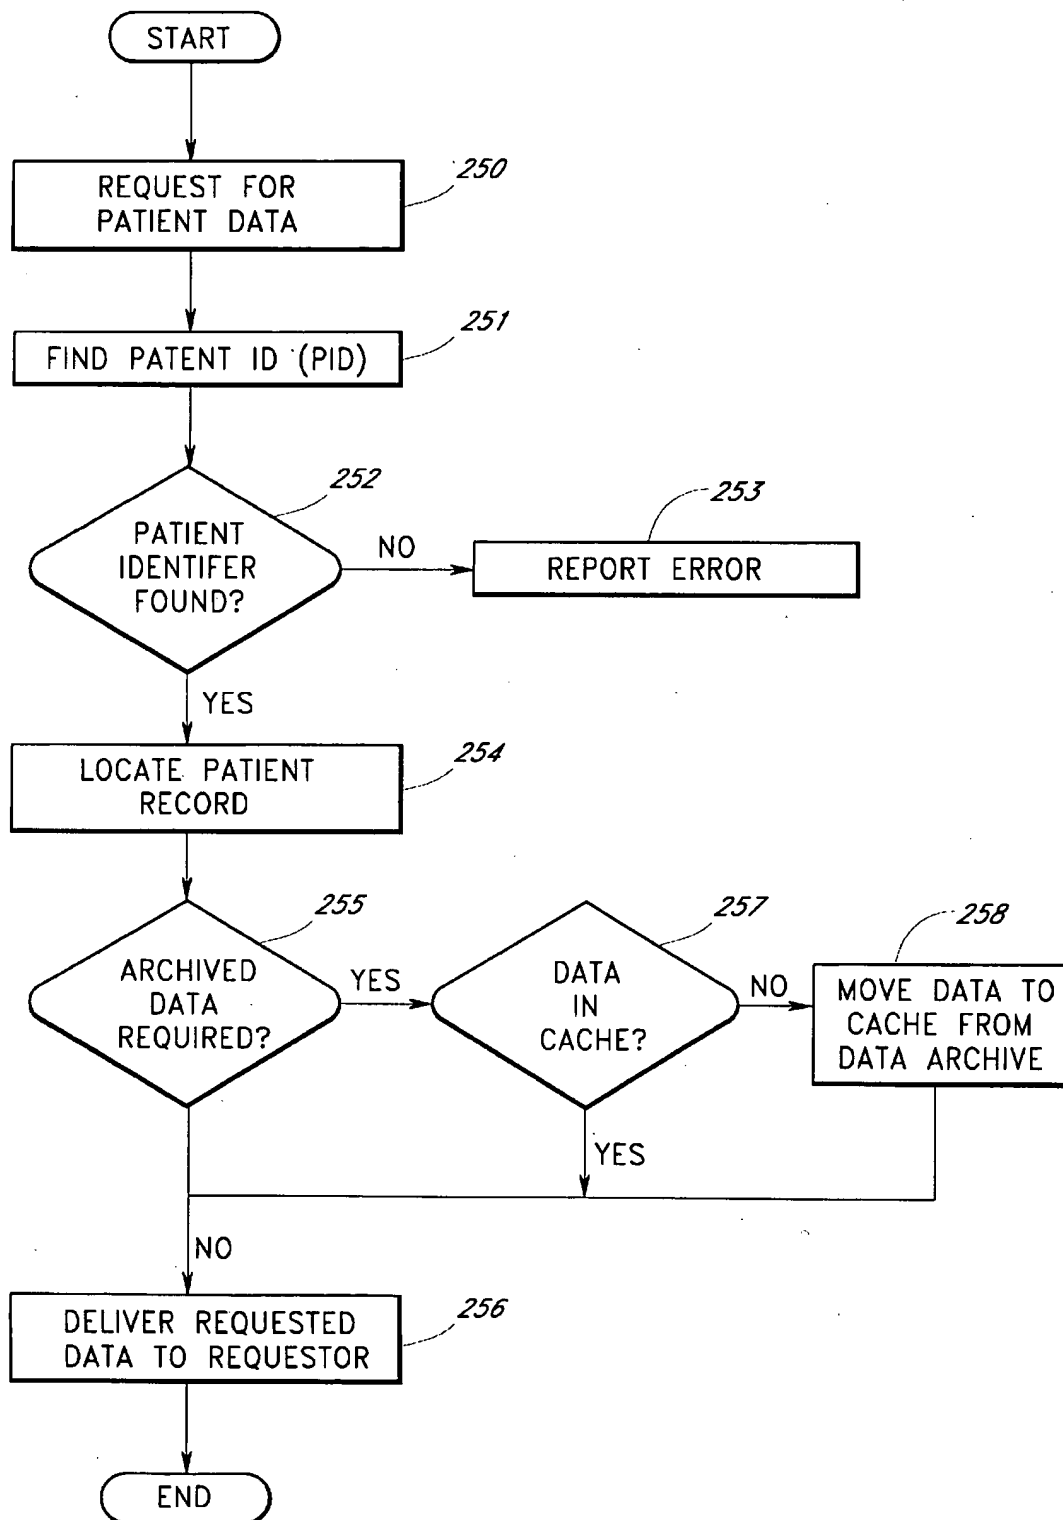 START
250
REQUEST FOR
PATIENT DATA
251
FIND PATENT ID (PID)
252
253
PATIENT
IDENTIFER
FOUND?
NO
REPORT ERROR
YES
254
LOCATE PATIENT
RECORD
255
257
258
ARCHIVED
DATA
REQUIRED?
YES
DATA
IN
CACHE?
NO
MOVE DATA TO
CACHE FROM
DATA ARCHIVE
YES
NO
256
DELIVER REQUESTED
DATA TO REQUESTOR
END